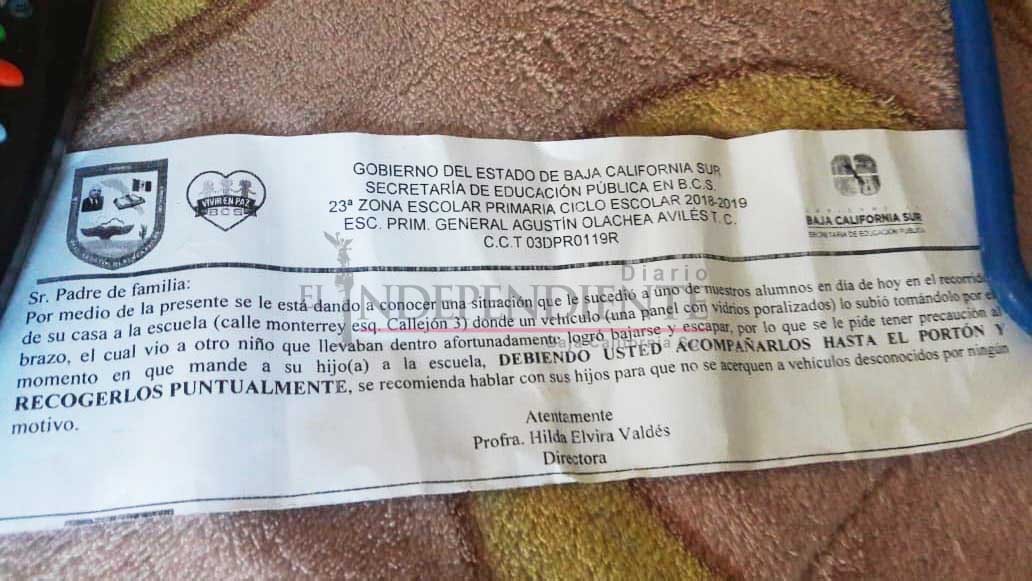 GOBIERNO DEL ESTADO DE BAJA CALIFORNIA SUR
SECRETARÍA DE EDUCACIÓN PÚBLICA EN B.C.S.
23ª ZONA ESCOLAR PRIMARIA CICLO ESCOLAR 2018-2019
ESC. PRIM. GENERAL AGUSTÍN OLACHEA AVILÉS T. C.
C.C.T 03DPR0119R
VIVIR EN PAZ
BCS
BAJA CALIFORNIA SUR
SECRETARÍA DE EDUCACIÓN PÚBLICA
Diario
EL INDEPENDIENTE
Baja California Sur
Sr. Padre de familia:
Por medio de la presente se le está dando a conocer una situación que le sucedió a uno de nuestros alumnos en día de hoy en el recorrido
de su casa a la escuela (calle monterrey esq. Callejón 3) donde un vehículo (una panel con vidrios poralizados) lo subió tomándolo por el
brazo, el cual vio a otro niño que llevaban dentro afortunadamente logró bajarse y escapar, por lo que se le pide tener precaución al
momento en que mande a su hijo(a) a la escuela, DEBIENDO USTED ACOMPAÑARLOS HASTA EL PORTÓN Y
RECOGERLOS PUNTUALMENTE, se recomienda hablar con sus hijos para que no se acerquen a vehículos desconocidos por ningún
motivo.
Atentamente
Profra. Hilda Elvira Valdés
Directora